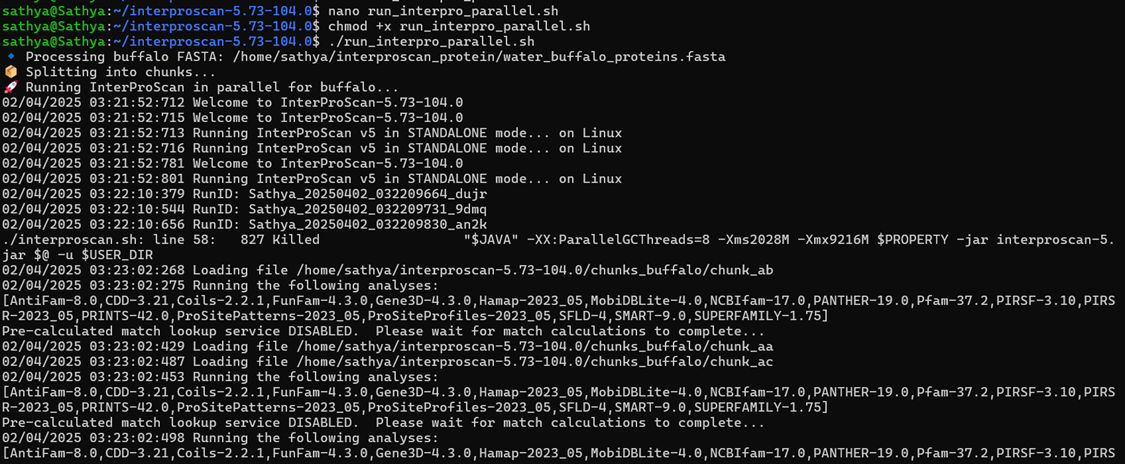 sathya@Sathya:~/interproscan-5.73-104.0$ nano run_interpro_parallel.sh
sathya@Sathya:~/interproscan-5.73-104.0$ chmod +x run_interpro_parallel.sh
sathya@Sathya:~/interproscan-5.73-104.0$ ./run_interpro_parallel.sh
🔹 Processing buffalo FASTA: /home/sathya/interproscan_protein/water_buffalo_proteins.fasta
📦 Splitting into chunks...
🚀 Running InterProScan in parallel for buffalo...
02/04/2025 03:21:52:712 Welcome to InterProScan-5.73-104.0
02/04/2025 03:21:52:715 Welcome to InterProScan-5.73-104.0
02/04/2025 03:21:52:713 Running InterProScan v5 in STANDALONE mode... on Linux
02/04/2025 03:21:52:716 Running InterProScan v5 in STANDALONE mode... on Linux
02/04/2025 03:21:52:781 Welcome to InterProScan-5.73-104.0
02/04/2025 03:21:52:801 Running InterProScan v5 in STANDALONE mode... on Linux
02/04/2025 03:22:10:379 RunID: Sathya_20250402_032209664_dujr
02/04/2025 03:22:10:544 RunID: Sathya_20250402_032209731_9dmq
02/04/2025 03:22:10:656 RunID: Sathya_20250402_032209830_an2k
./interproscan.sh: line 58:   827 Killed                  "$JAVA" -XX:ParallelGCThreads=8 -Xms2028M -Xmx9216M $PROPERTY -jar interproscan-5.
jar $@ -u $USER_DIR
02/04/2025 03:23:02:268 Loading file /home/sathya/interproscan-5.73-104.0/chunks_buffalo/chunk_ab
02/04/2025 03:23:02:275 Running the following analyses:
[AntiFam-8.0,CDD-3.21,Coils-2.2.1,FunFam-4.3.0,Gene3D-4.3.0,Hamap-2023_05,MobiDBLite-4.0,NCBIfam-17.0,PANTHER-19.0,Pfam-37.2,PIRSF-3.10,PIRS
R-2023_05,PRINTS-42.0,ProSitePatterns-2023_05,ProSiteProfiles-2023_05,SFLD-4,SMART-9.0,SUPERFAMILY-1.75]
Pre-calculated match lookup service DISABLED.  Please wait for match calculations to complete...
02/04/2025 03:23:02:429 Loading file /home/sathya/interproscan-5.73-104.0/chunks_buffalo/chunk_aa
02/04/2025 03:23:02:487 Loading file /home/sathya/interproscan-5.73-104.0/chunks_buffalo/chunk_ac
02/04/2025 03:23:02:453 Running the following analyses:
[AntiFam-8.0,CDD-3.21,Coils-2.2.1,FunFam-4.3.0,Gene3D-4.3.0,Hamap-2023_05,MobiDBLite-4.0,NCBIfam-17.0,PANTHER-19.0,Pfam-37.2,PIRSF-3.10,PIRS
R-2023_05,PRINTS-42.0,ProSitePatterns-2023_05,ProSiteProfiles-2023_05,SFLD-4,SMART-9.0,SUPERFAMILY-1.75]
Pre-calculated match lookup service DISABLED.  Please wait for match calculations to complete...
02/04/2025 03:23:02:498 Running the following analyses:
[AntiFam-8.0,CDD-3.21,Coils-2.2.1,FunFam-4.3.0,Gene3D-4.3.0,Hamap-2023_05,MobiDBLite-4.0,NCBIfam-17.0,PANTHER-19.0,Pfam-37.2,PIRSF-3.10,PIRS